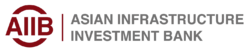 AIIB
ASIAN INFRASTRUCTURE
INVESTMENT BANK